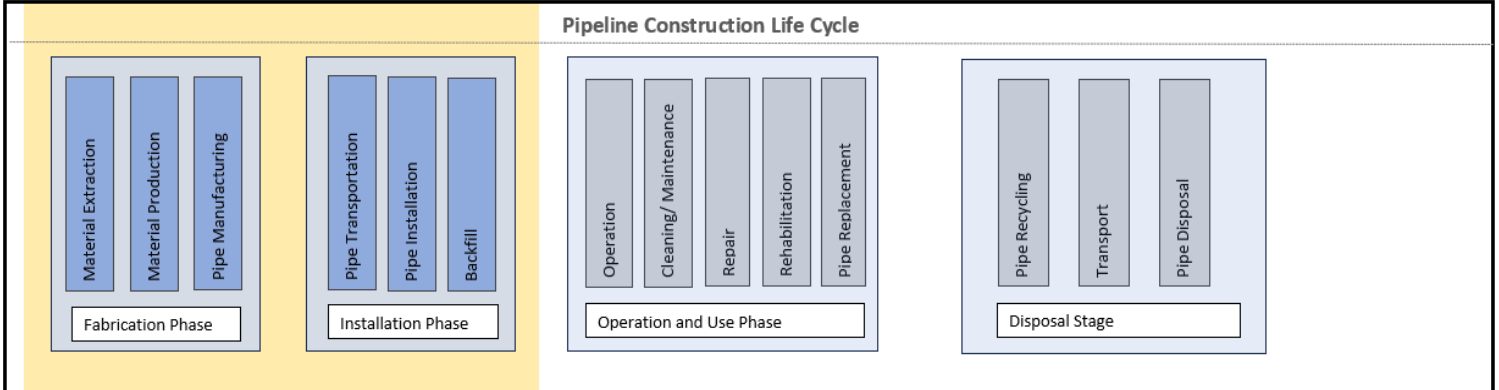 Pipeline Construction Life Cycle
Material Extraction
Material Production
Pipe Manufacturing
Fabrication Phase
Pipe Transportation
Pipe Installation
Backfill
Installation Phase
Operation
Cleaning/ Maintenance
Repair
Rehabilitation
Pipe Replacement
Operation and Use Phase
Pipe Recycling
Transport
Pipe Disposal
Disposal Stage